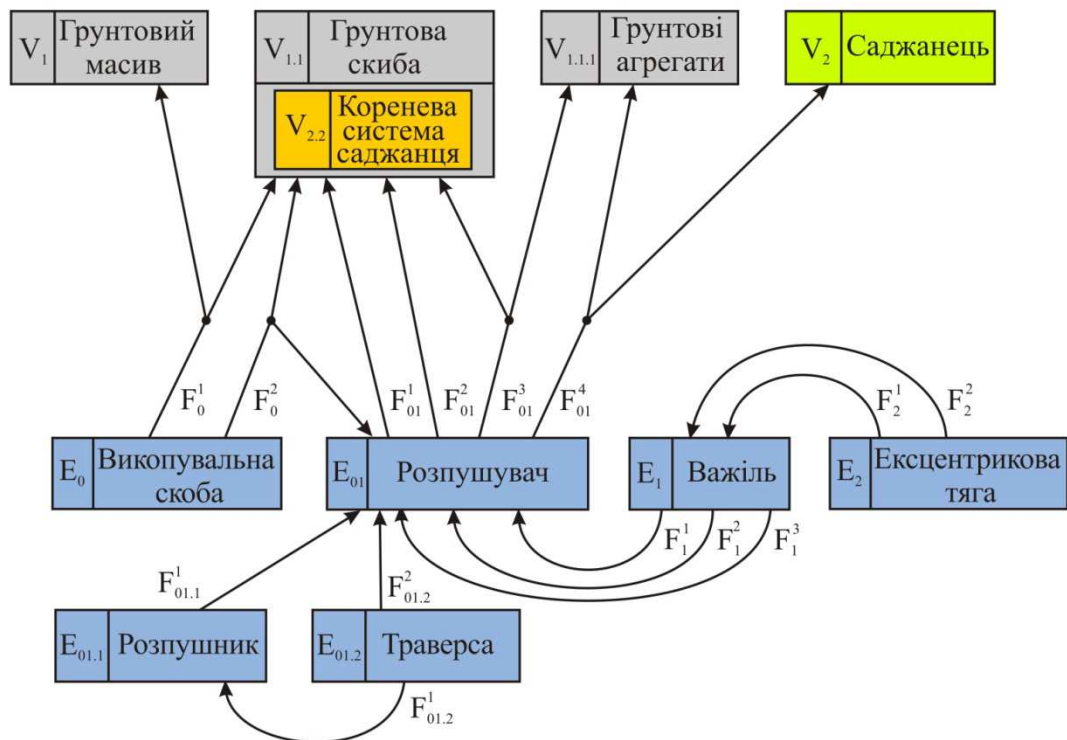 V₁ Грунтовий
масив
V₁.₁ Грунтова
скиба
V₁.₁.₁ Грунтові
агрегати
V₂ Саджанець
V₂.₂ Коренева
система
саджанця
F₀¹
F₀²
F₀₁¹
F₀₁²
F₀₁³
F₀₁⁴
F₂¹
F₂²
E₀ Викопувальна
скоба
E₀₁ Розпушувач
E₁ Важіль
E₂ Ексцентрикова
тяга
F₁¹
F₁²
F₁³
F₀₁.₁¹
F₀₁.₂²
E₀₁.₁ Розпушник
E₀₁.₂ Траверса
F₀₁.₂¹